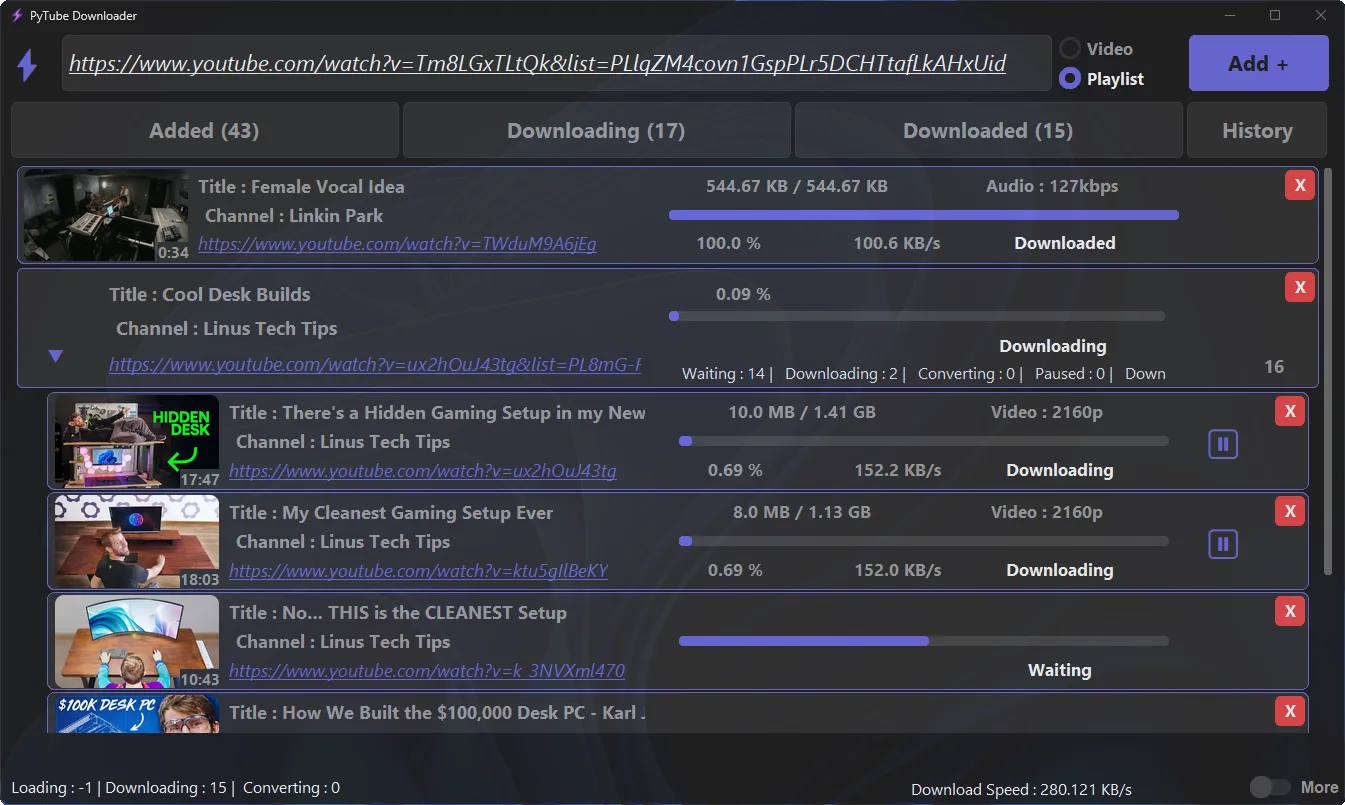 PyTube Downloader
https://www.youtube.com/watch?v=Tm8LGxTLtQk&list=PLlqZM4covn1GspPLr5DCHTtafLkAHxUid
Video
Playlist
Add +
Added (43)
Downloading (17)
Downloaded (15)
History
Title : Female Vocal Idea
544.67 KB / 544.67 KB
Audio : 127kbps
X
Channel : Linkin Park
0:34
https://www.youtube.com/watch?v=TWduM9A6jEg
100.0 %
100.6 KB/s
Downloaded
Title : Cool Desk Builds
0.09 %
X
Channel : Linus Tech Tips
Downloading
https://www.youtube.com/watch?v=ux2hOuJ43tg&list=PL8mG-F
Waiting : 14 | Downloading : 2 | Converting : 0 | Paused : 0 | Down
16
HIDDEN
DESK
17:47
Title : There's a Hidden Gaming Setup in my New
10.0 MB / 1.41 GB
Video : 2160p
X
Channel : Linus Tech Tips
https://www.youtube.com/watch?v=ux2hOuJ43tg
0.69 %
152.2 KB/s
Downloading
Title : My Cleanest Gaming Setup Ever
8.0 MB / 1.13 GB
Video : 2160p
X
Channel : Linus Tech Tips
18:03
https://www.youtube.com/watch?v=ktu5gIlBeKY
0.69 %
152.0 KB/s
Downloading
Title : No... THIS is the CLEANEST Setup
X
Channel : Linus Tech Tips
10:43
https://www.youtube.com/watch?v=k_3NVXml470
Waiting
$100K DESK PC
Title : How We Built the $100,000 Desk PC - Karl
X
Loading : -1 | Downloading : 15 | Converting : 0
Download Speed : 280.121 KB/s
More